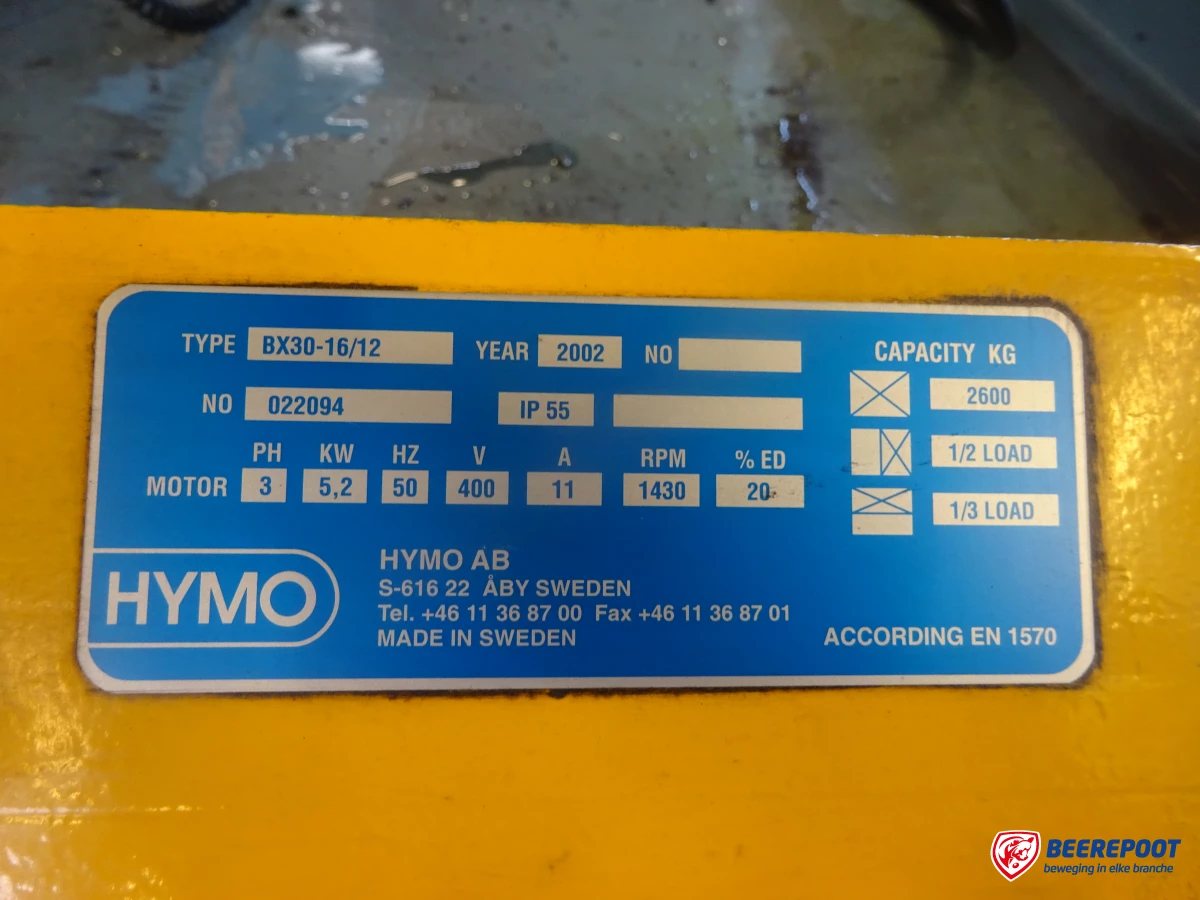 TYPE BX30-16/12 YEAR 2002 NO
CAPACITY KG
2600
NO 022094 IP 55
1/2 LOAD
PH KW HZ V A RPM % ED
MOTOR 3 5,2 50 400 11 1430 20
1/3 LOAD
HYMO
HYMO AB
S-616 22 ÅBY SWEDEN
Tel. +46 11 36 87 00 Fax +46 11 36 87 01
MADE IN SWEDEN
ACCORDING EN 1570
BEEREPOOT
beweging in elke branche